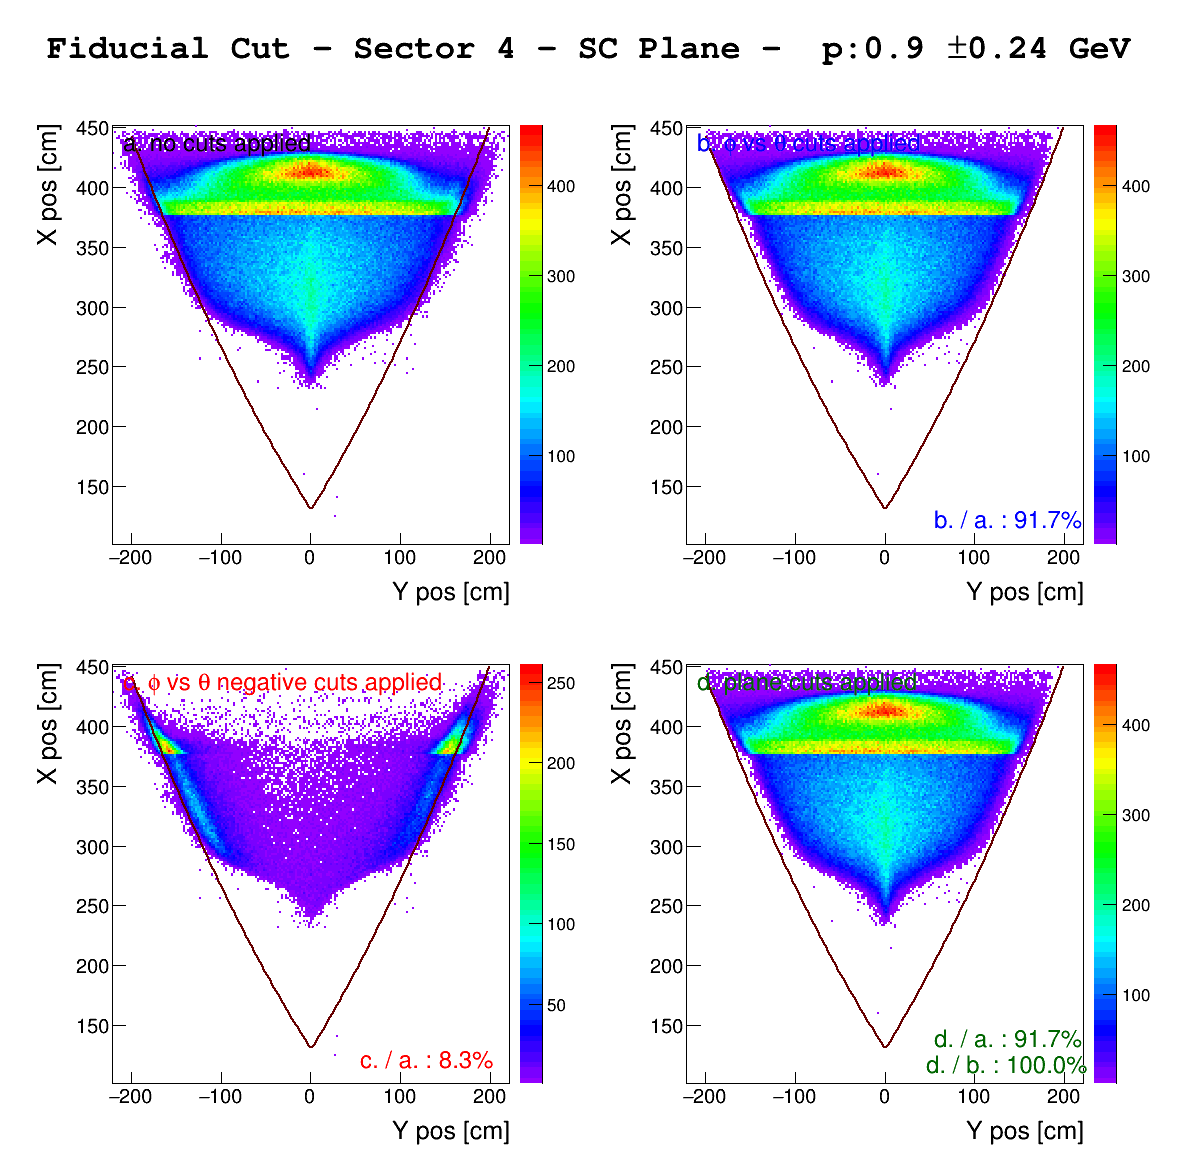 Fiducial Cut – Sector 4 – SC Plane – p:0.9 ±0.24 GeV
a. no cuts applied
X pos [cm]
450
400
350
300
250
200
150
−200 −100 0 100 200
Y pos [cm]
400
300
200
100
b. ϕ vs θ cuts applied
X pos [cm]
450
400
350
300
250
200
150
b. / a. : 91.7%
−200 −100 0 100 200
Y pos [cm]
400
300
200
100
c. ϕ vs θ negative cuts applied
X pos [cm]
450
400
350
300
250
200
150
c. / a. : 8.3%
−200 −100 0 100 200
Y pos [cm]
250
200
150
100
50
d. plane cuts applied
X pos [cm]
450
400
350
300
250
200
150
d. / a. : 91.7%
d. / b. : 100.0%
−200 −100 0 100 200
Y pos [cm]
400
300
200
100